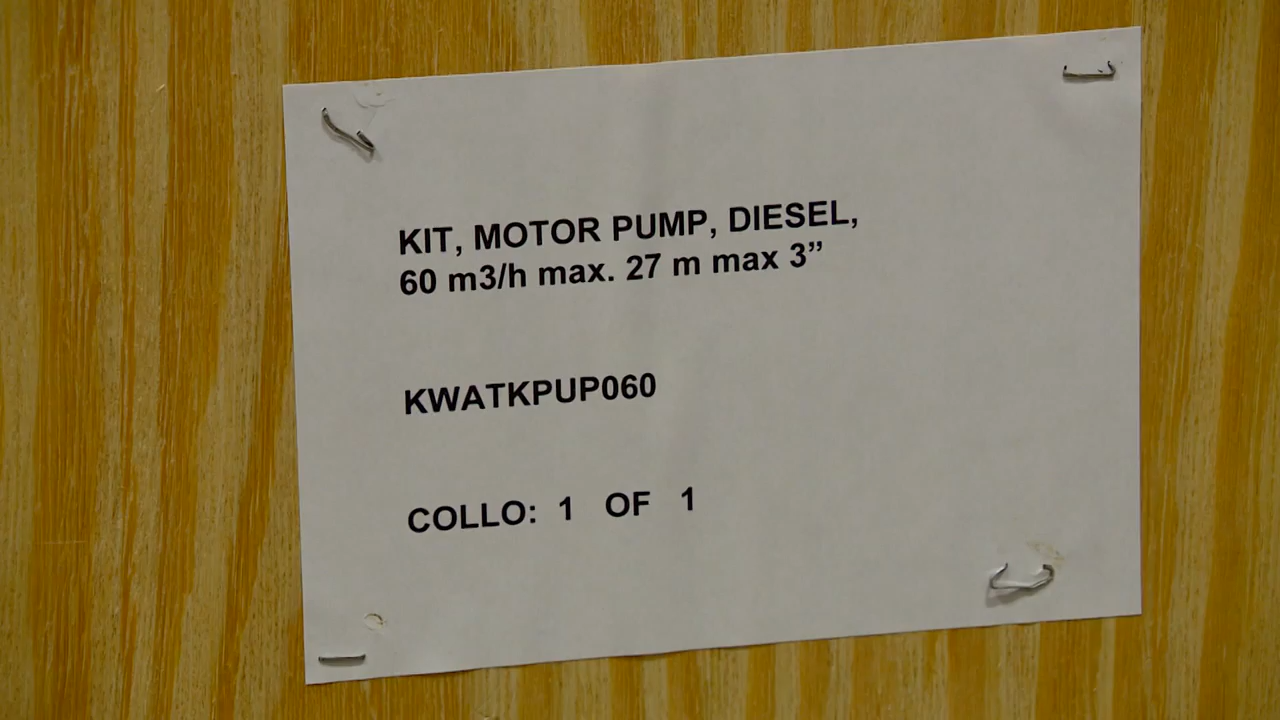 KIT, MOTOR PUMP, DIESEL,
60 m3/h max. 27 m max 3”
KWATKPUP060
COLLO: 1 OF 1